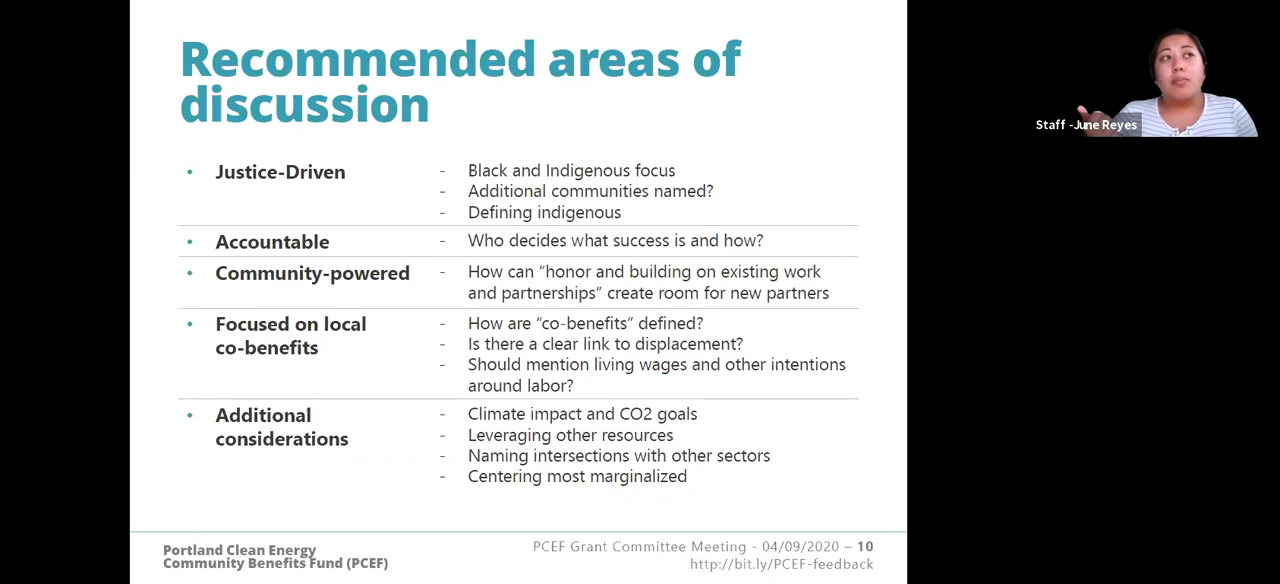 Recommended areas of
discussion
• Justice-Driven
- Black and Indigenous focus
- Additional communities named?
- Defining indigenous
• Accountable
- Who decides what success is and how?
• Community-powered
- How can “honor and building on existing work
and partnerships” create room for new partners
• Focused on local
co-benefits
- How are “co-benefits” defined?
- Is there a clear link to displacement?
- Should mention living wages and other intentions
around labor?
• Additional
considerations
- Climate impact and CO2 goals
- Leveraging other resources
- Naming intersections with other sectors
- Centering most marginalized
Portland Clean Energy
Community Benefits Fund (PCEF)
PCEF Grant Committee Meeting - 04/09/2020 – 10
http://bit.ly/PCEF-feedback
Staff -June Reyes